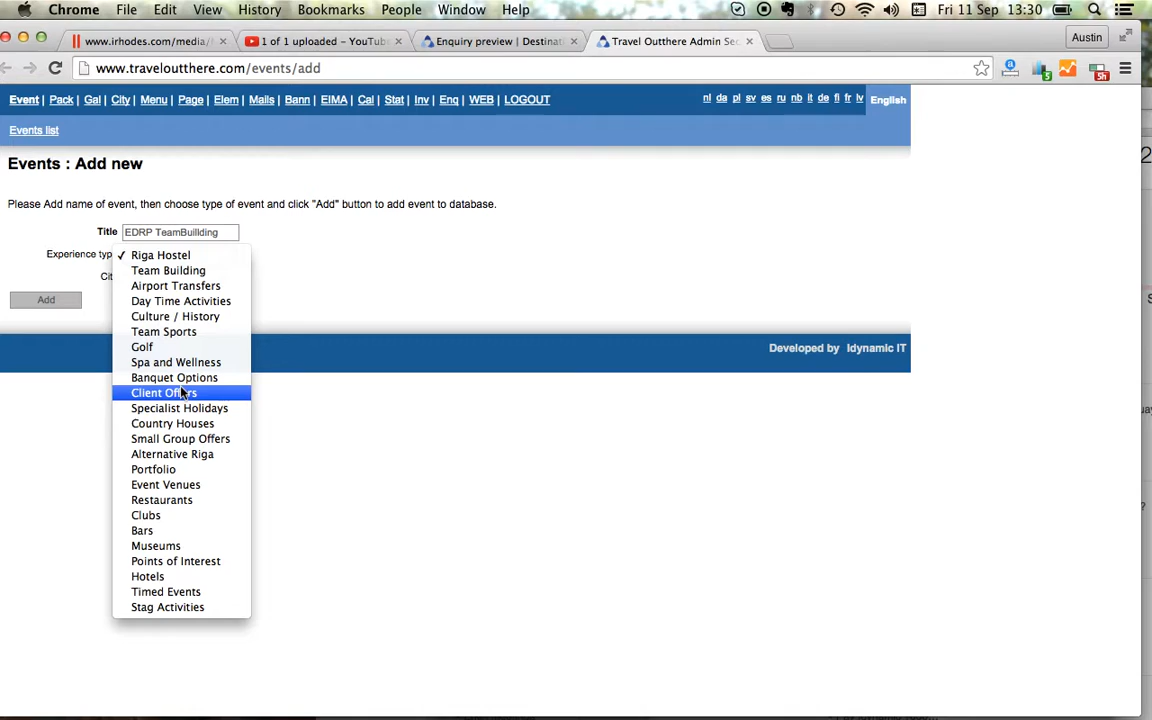 Chrome File Edit View History Bookmarks People Window Help Fri 11 Sep 13:30
www.irhodes.com/media/ 1 of 1 uploaded – YouTub Enquiry preview | Destinat Travel Outthere Admin Sec Austin
www.traveloutthere.com/events/add
Event | Pack | Gal | City | Menu | Page | Elem | Mails | Bann | EIMA | Cal | Stat | Inv | Enq | WEB | LOGOUT nl da pl sv es ru nb it de fi fr lv English
Events list
Events : Add new
Please Add name of event, then choose type of event and click "Add" button to add event to database.
Title EDRP TeamBuillding
Experience typ ✓ Riga Hostel
Team Building
Cit Airport Transfers
Day Time Activities
Add
Culture / History
Team Sports
Golf
Developed by Idynamic IT
Spa and Wellness
Banquet Options
Client Offers
Specialist Holidays
Country Houses
Small Group Offers
Alternative Riga
Portfolio
Event Venues
Restaurants
Clubs
Bars
Museums
Points of Interest
Hotels
Timed Events
Stag Activities